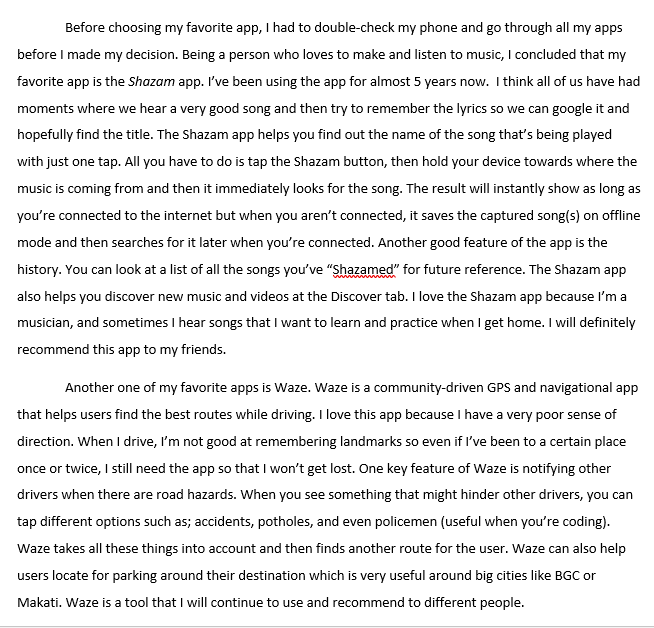 Before choosing my favorite app, I had to double-check my phone and go through all my apps
before I made my decision. Being a person who loves to make and listen to music, I concluded that my
favorite app is the Shazam app. I've been using the app for almost 5 years now.  I think all of us have had
moments where we hear a very good song and then try to remember the lyrics so we can google it and
hopefully find the title. The Shazam app helps you find out the name of the song that's being played
with just one tap. All you have to do is tap the Shazam button, then hold your device towards where the
music is coming from and then it immediately looks for the song. The result will instantly show as long as
you're connected to the internet but when you aren't connected, it saves the captured song(s) on offline
mode and then searches for it later when you're connected. Another good feature of the app is the
history. You can look at a list of all the songs you've “Shazamed” for future reference. The Shazam app
also helps you discover new music and videos at the Discover tab. I love the Shazam app because I'm a
musician, and sometimes I hear songs that I want to learn and practice when I get home. I will definitely
recommend this app to my friends.
Another one of my favorite apps is Waze. Waze is a community-driven GPS and navigational app
that helps users find the best routes while driving. I love this app because I have a very poor sense of
direction. When I drive, I'm not good at remembering landmarks so even if I've been to a certain place
once or twice, I still need the app so that I won't get lost. One key feature of Waze is notifying other
drivers when there are road hazards. When you see something that might hinder other drivers, you can
tap different options such as; accidents, potholes, and even policemen (useful when you're coding).
Waze takes all these things into account and then finds another route for the user. Waze can also help
users locate for parking around their destination which is very useful around big cities like BGC or
Makati. Waze is a tool that I will continue to use and recommend to different people.